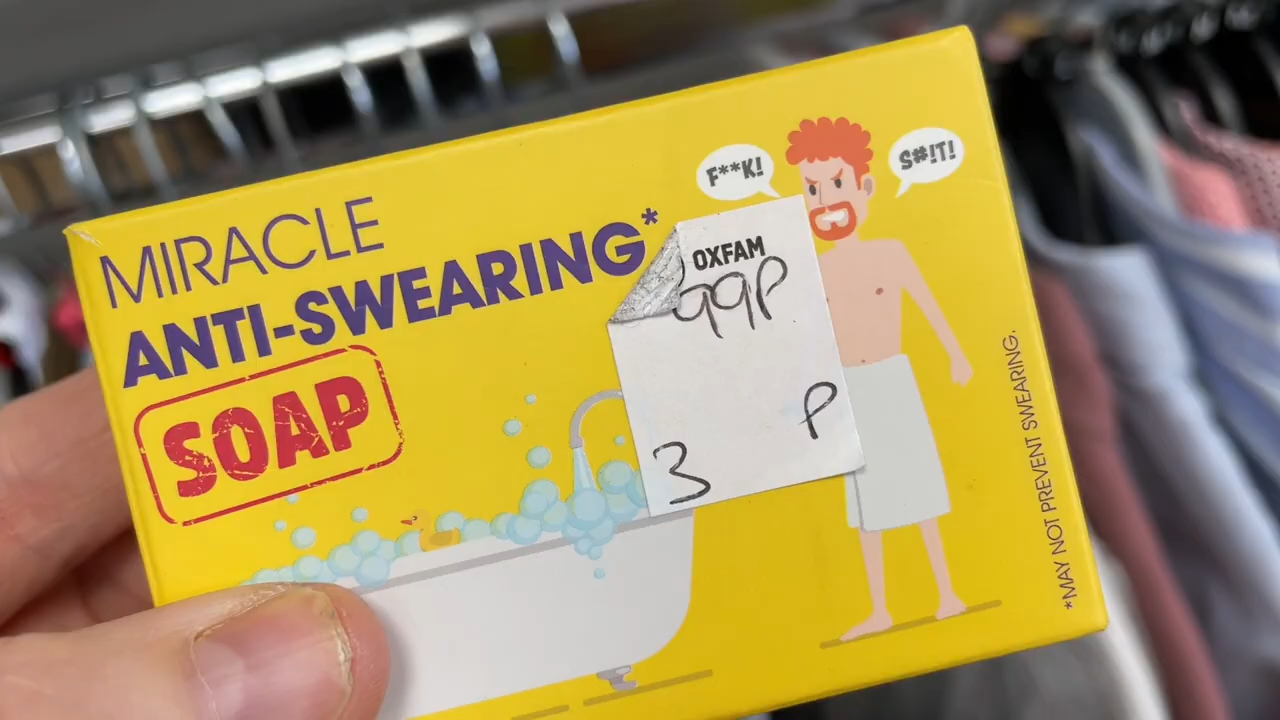 MIRACLE
ANTI-SWEARING*
SOAP
F**K!
S#!T!
OXFAM
99P
3 P
*MAY NOT PREVENT SWEARING.